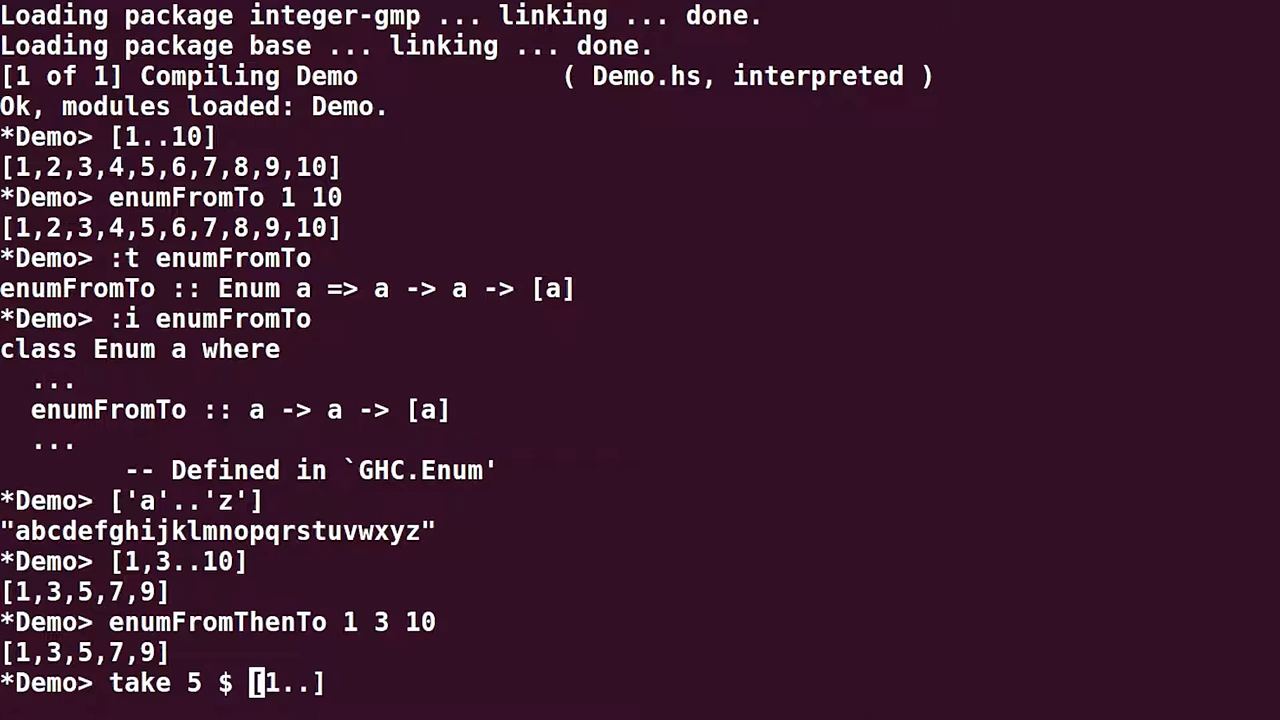 Loading package integer-gmp ... linking ... done.
Loading package base ... linking ... done.
[1 of 1] Compiling Demo             ( Demo.hs, interpreted )
Ok, modules loaded: Demo.
*Demo> [1..10]
[1,2,3,4,5,6,7,8,9,10]
*Demo> enumFromTo 1 10
[1,2,3,4,5,6,7,8,9,10]
*Demo> :t enumFromTo
enumFromTo :: Enum a => a -> a -> [a]
*Demo> :i enumFromTo
class Enum a where
  ...
  enumFromTo :: a -> a -> [a]
  ...
        -- Defined in `GHC.Enum'
*Demo> ['a'..'z']
"abcdefghijklmnopqrstuvwxyz"
*Demo> [1,3..10]
[1,3,5,7,9]
*Demo> enumFromThenTo 1 3 10
[1,3,5,7,9]
*Demo> take 5 $ [1..]